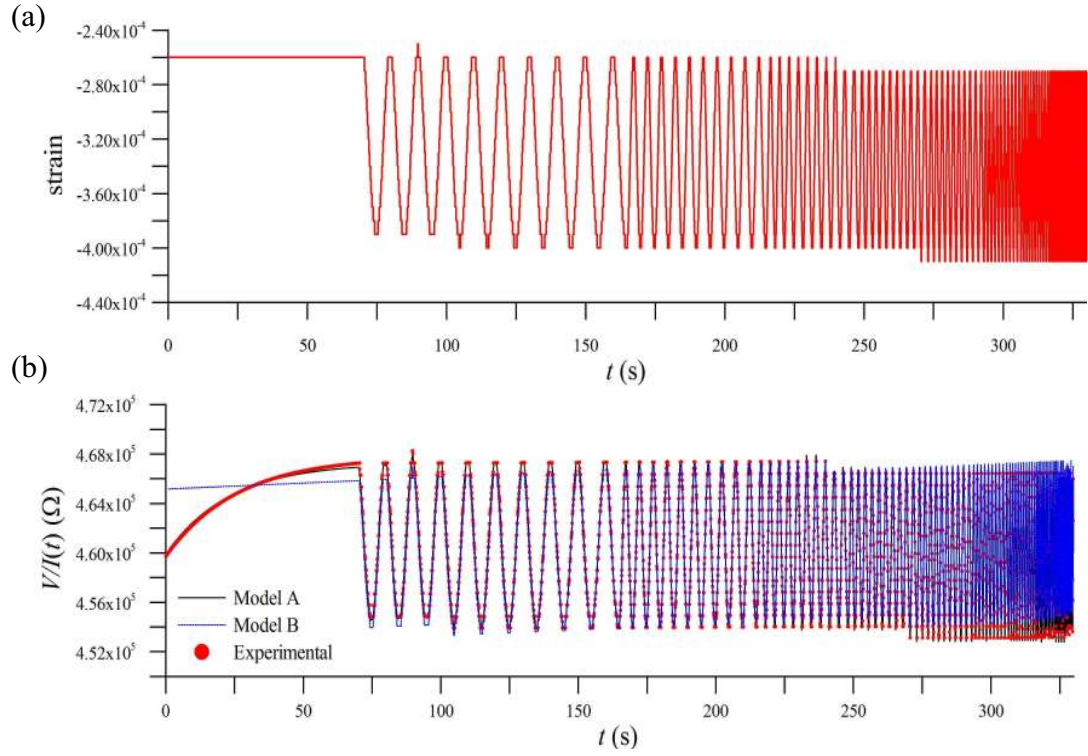 (a)
-2.40x10⁻⁴
-2.80x10⁻⁴
-3.20x10⁻⁴
-3.60x10⁻⁴
-4.00x10⁻⁴
-4.40x10⁻⁴
strain
0 50 100 150 200 250 300
t (s)
(b)
4.72x10⁵
4.68x10⁵
4.64x10⁵
4.60x10⁵
4.56x10⁵
4.52x10⁵
V/I(t) (Ω)
Model A
Model B
Experimental
0 50 100 150 200 250 300
t (s)